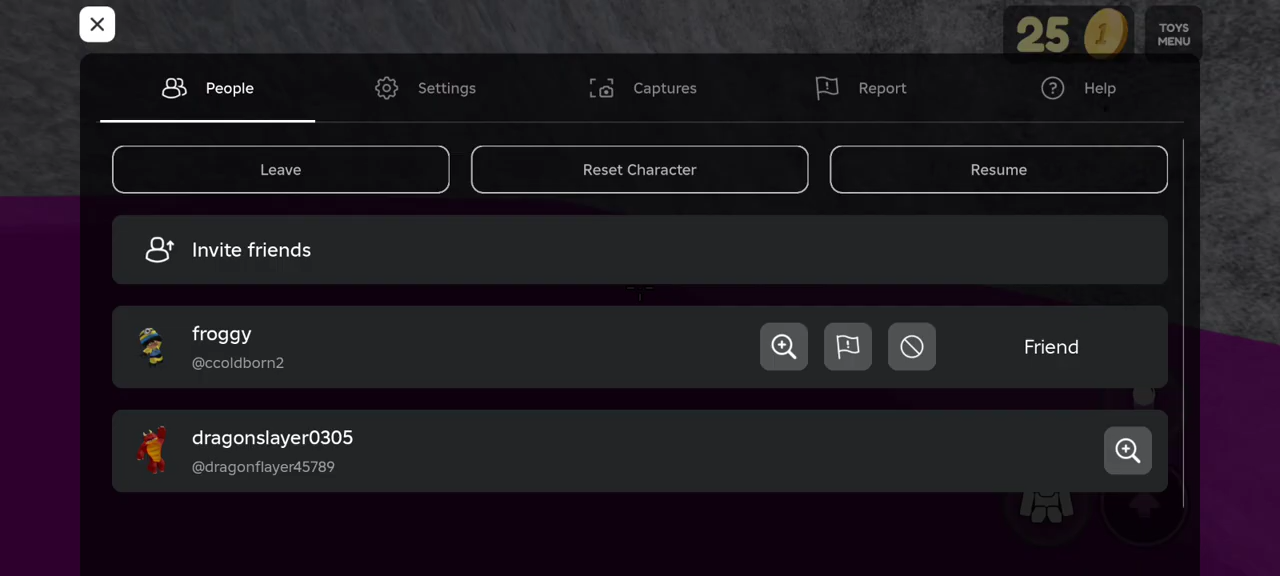 25 1
TOYS
MENU
People
Settings
Captures
Report
Help
Leave
Reset Character
Resume
Invite friends
froggy
@ccoldborn2
Friend
dragonslayer0305
@dragonflayer45789